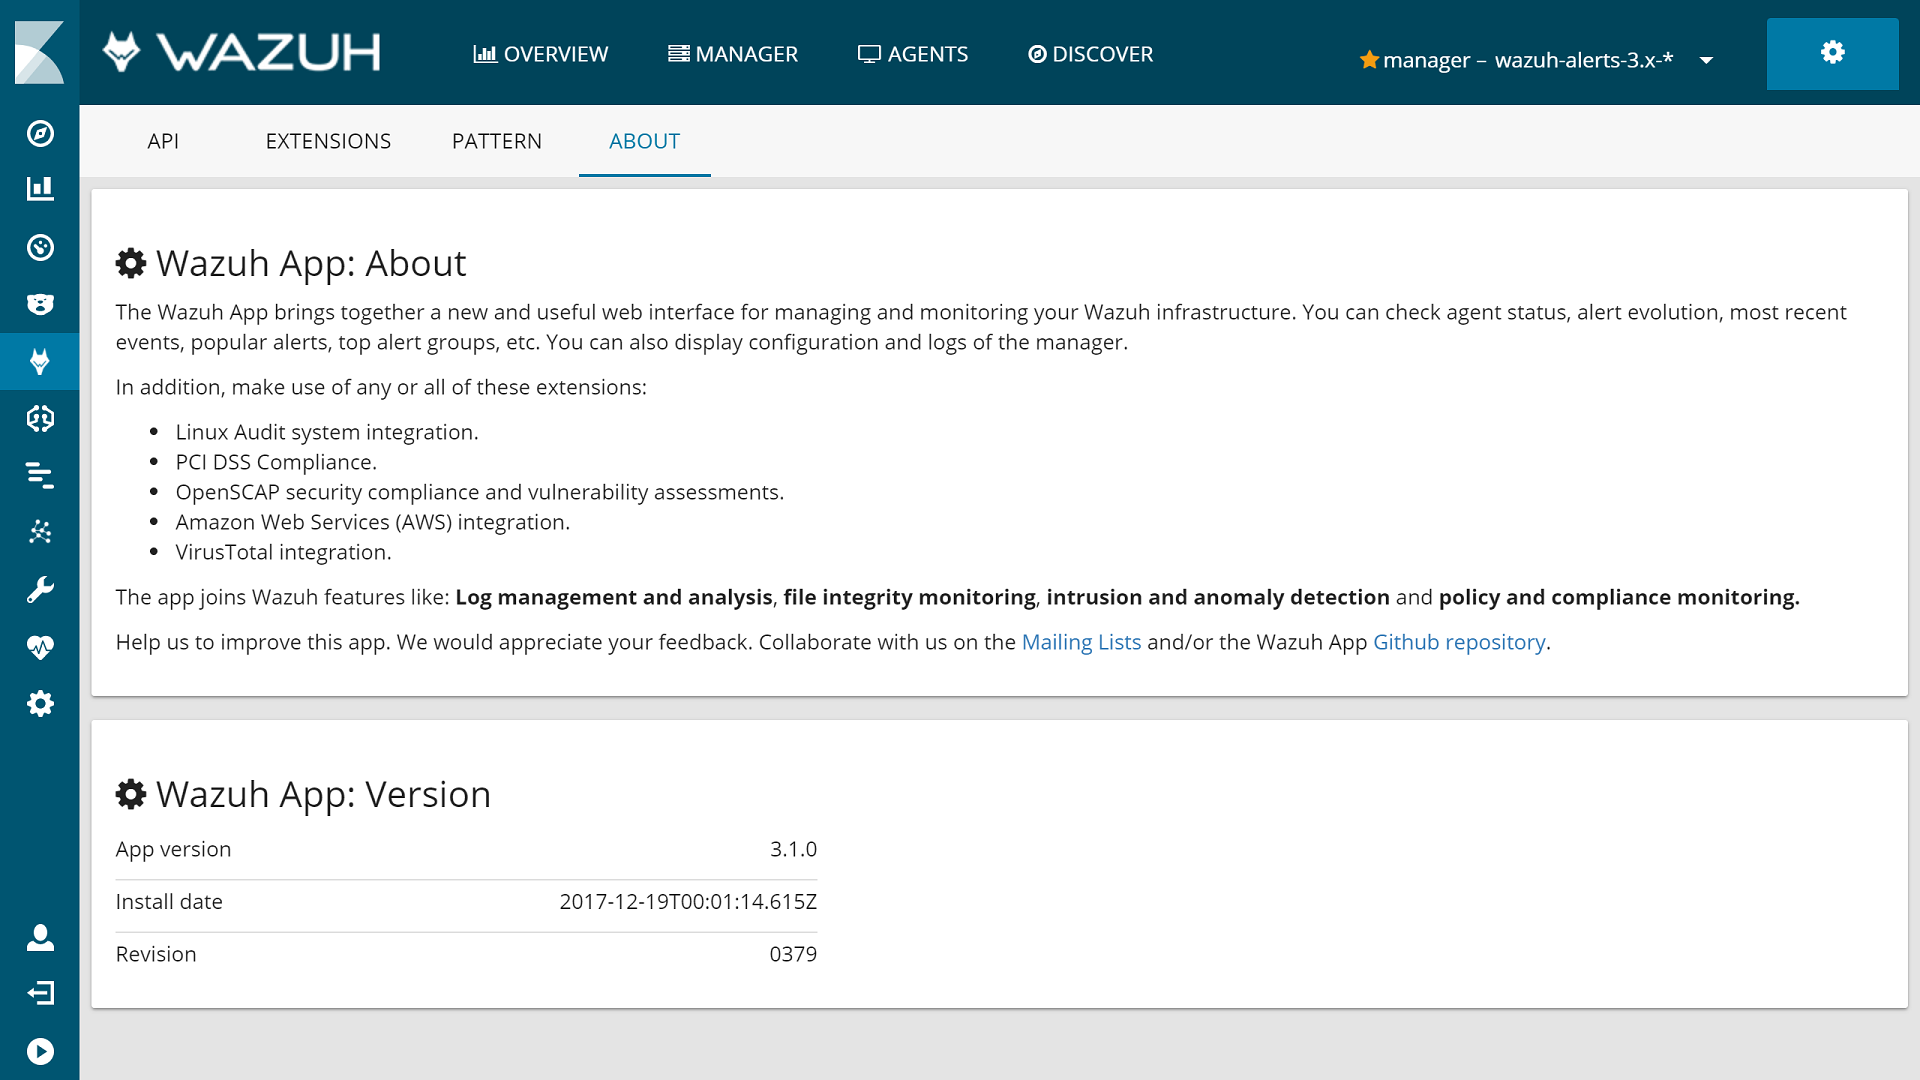 WAZUH
OVERVIEW
MANAGER
AGENTS
DISCOVER
manager – wazuh-alerts-3.x-*
API
EXTENSIONS
PATTERN
ABOUT
Wazuh App: About
The Wazuh App brings together a new and useful web interface for managing and monitoring your Wazuh infrastructure. You can check agent status, alert evolution, most recent
events, popular alerts, top alert groups, etc. You can also display configuration and logs of the manager.
In addition, make use of any or all of these extensions:
• Linux Audit system integration.
• PCI DSS Compliance.
• OpenSCAP security compliance and vulnerability assessments.
• Amazon Web Services (AWS) integration.
• VirusTotal integration.
The app joins Wazuh features like: Log management and analysis, file integrity monitoring, intrusion and anomaly detection and policy and compliance monitoring.
Help us to improve this app. We would appreciate your feedback. Collaborate with us on the Mailing Lists and/or the Wazuh App Github repository.
Wazuh App: Version
App version 3.1.0
Install date 2017-12-19T00:01:14.615Z
Revision 0379